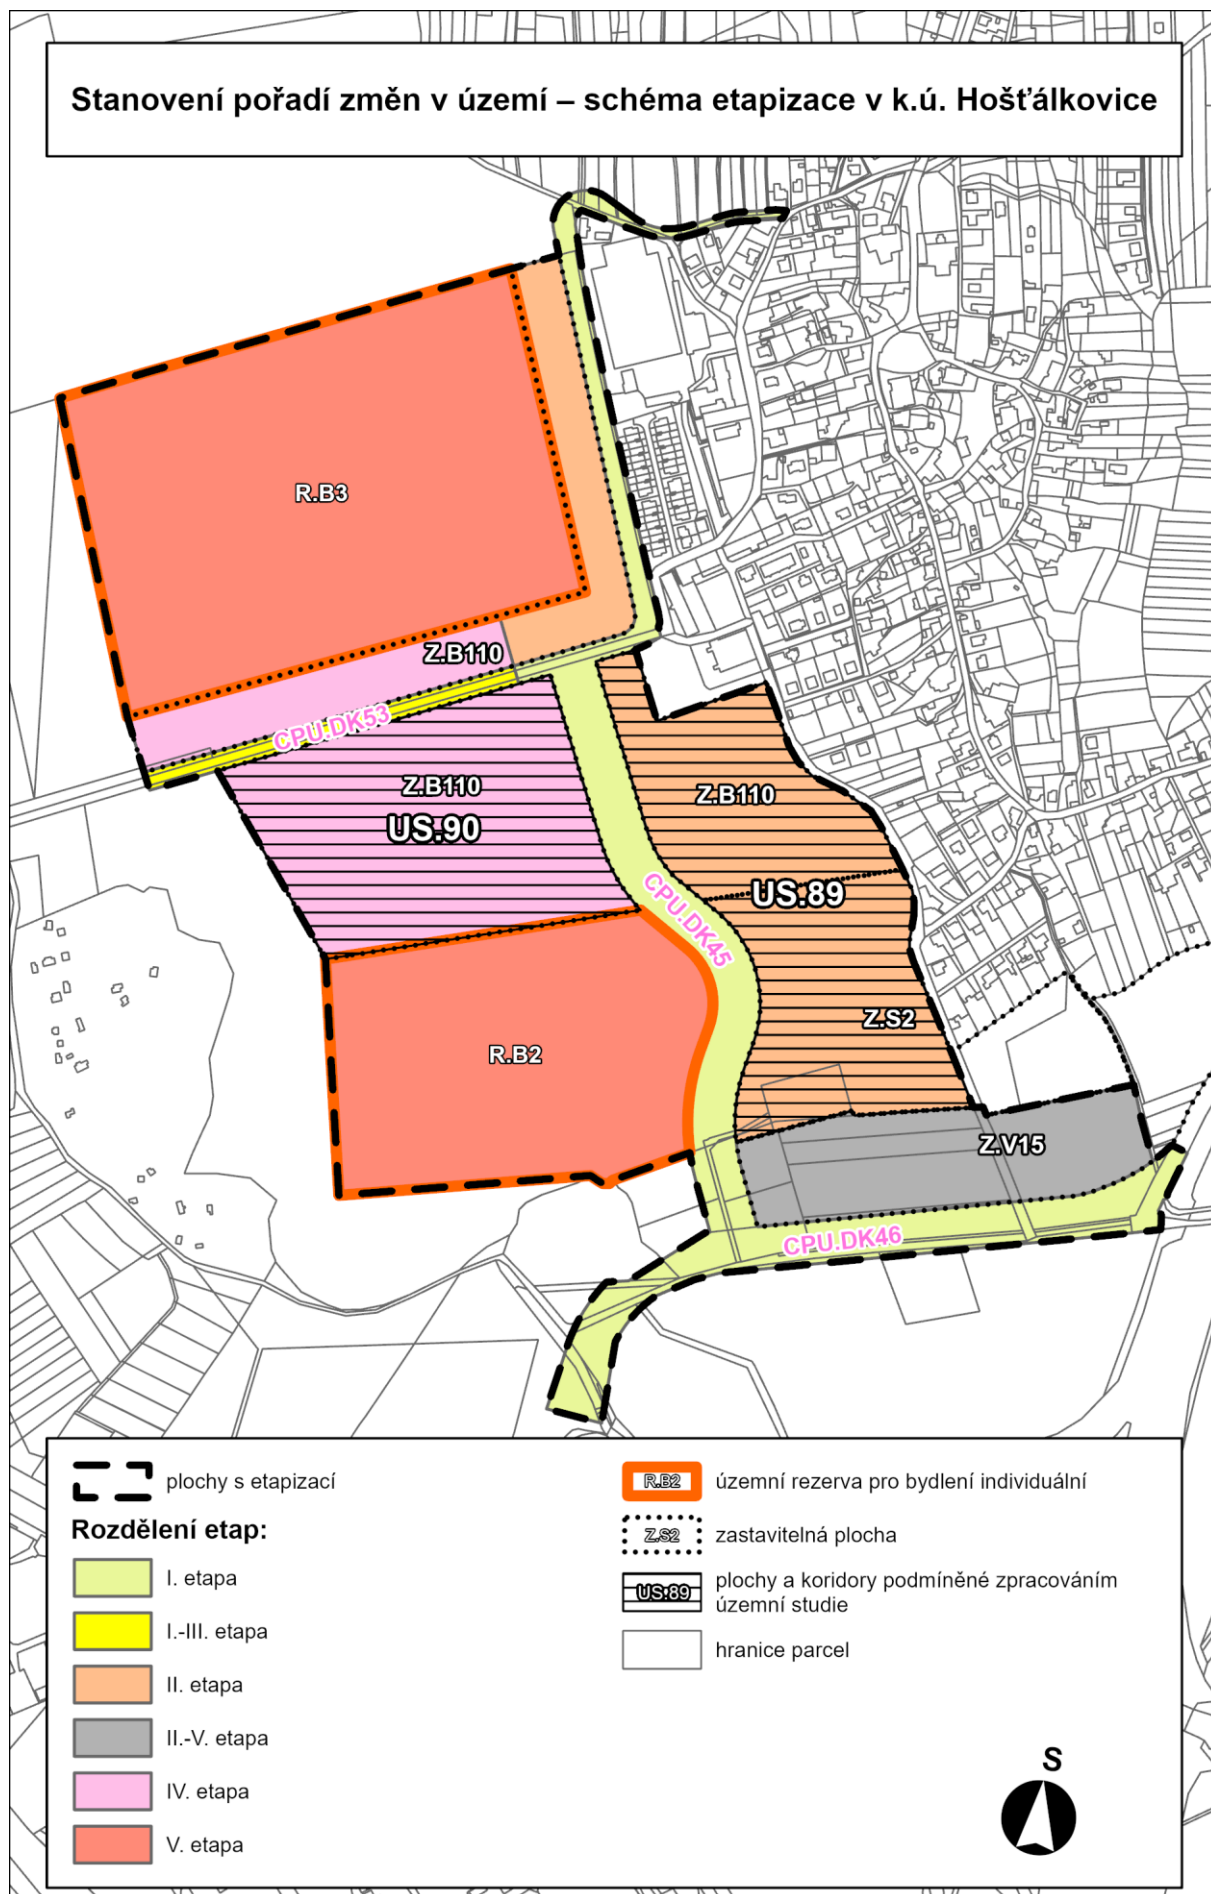 Stanovení pořadí změn v území – schéma etapizace v k.ú. Hošťálkovice
R.B3
Z.B110
CPU.DK53
Z.B110
US.90
Z.B110
CPU.DK45
US.89
Z.S2
R.B2
Z.V15
CPU.DK46
plochy s etapizací
Rozdělení etap:
I. etapa
I.-III. etapa
II. etapa
II.-V. etapa
IV. etapa
V. etapa
R.B2
územní rezerva pro bydlení individuální
Z.S2
zastavitelná plocha
US.89
plochy a koridory podmíněné zpracováním
územní studie
hranice parcel
S